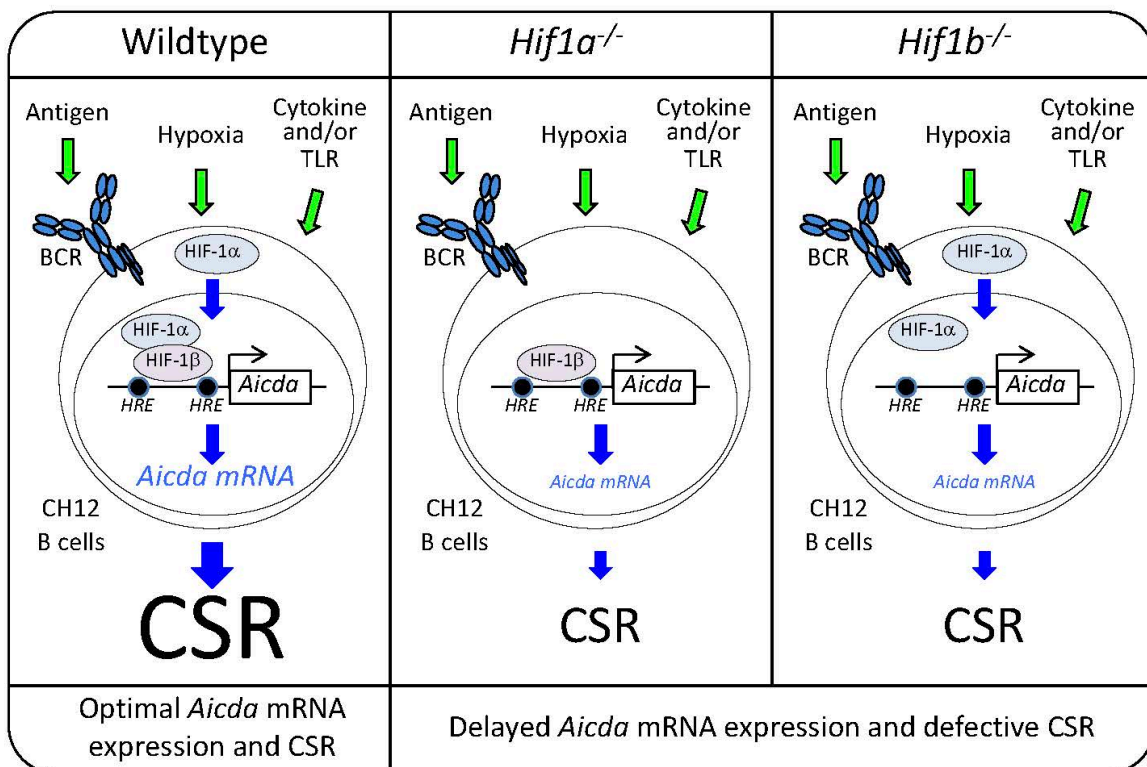 Wildtype
Antigen
Hypoxia
Cytokine
and/or
TLR
BCR
HIF-1α
HIF-1α
HIF-1β
HRE
HRE
Aicda
Aicda mRNA
CH12
B cells
CSR
Optimal Aicda mRNA
expression and CSR
Hif1a-/-
Antigen
Hypoxia
Cytokine
and/or
TLR
BCR
HIF-1β
HRE
HRE
Aicda
Aicda mRNA
CH12
B cells
CSR
Hif1b-/-
Antigen
Hypoxia
Cytokine
and/or
TLR
BCR
HIF-1α
HIF-1α
HRE
HRE
Aicda
Aicda mRNA
CH12
B cells
CSR
Delayed Aicda mRNA expression and defective CSR